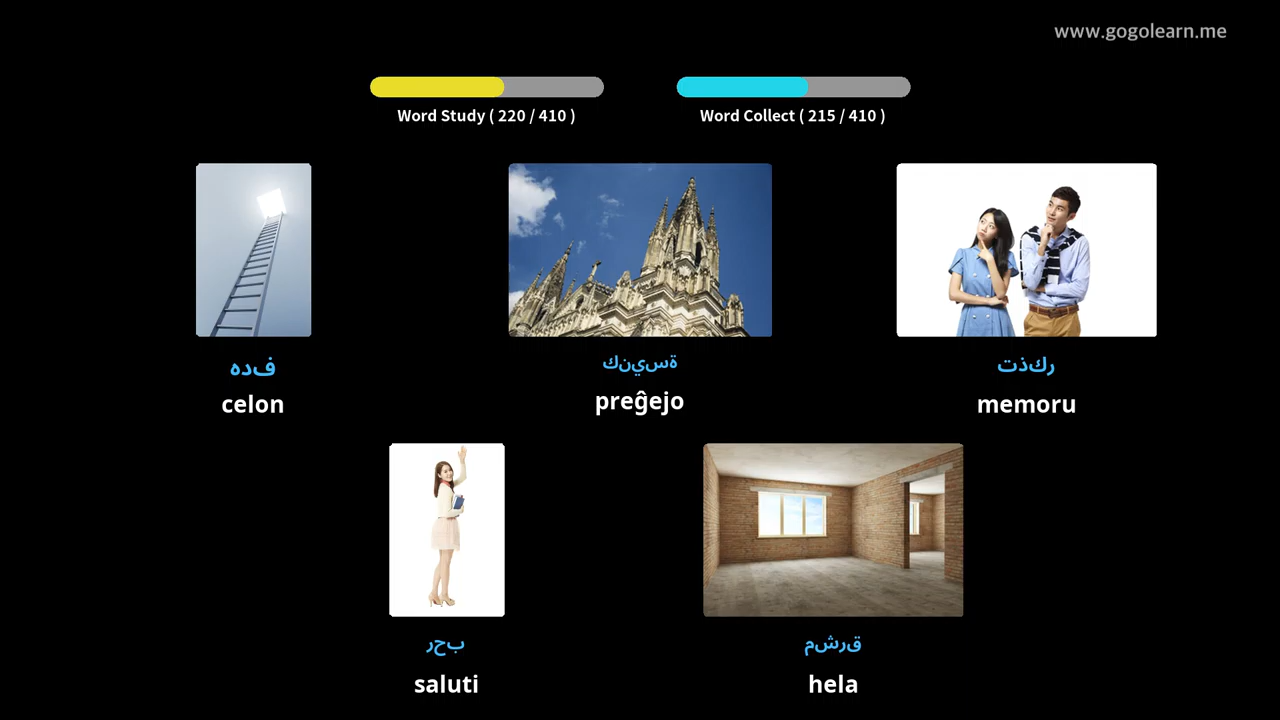 www.gogolearn.me
Word Study ( 220 / 410 )
Word Collect ( 215 / 410 )
فده
celon
ةسينك
preĝejo
ركذت
memoru
بحر
saluti
قرشم
hela